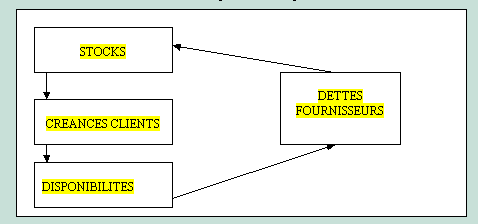 STOCKS
CREANCES CLIENTS
DISPONIBILITES
DETTES
FOURNISSEURS